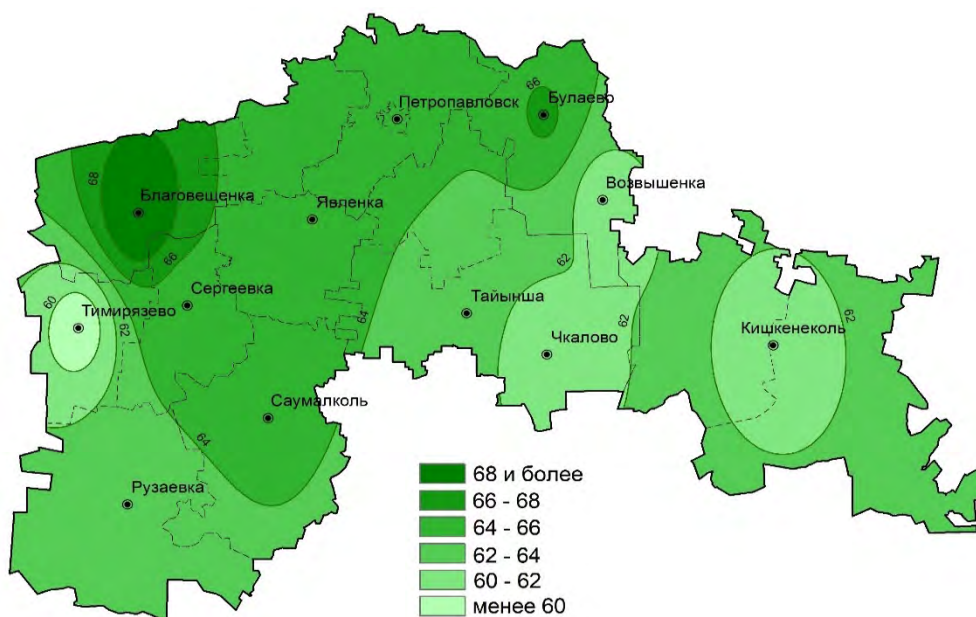 66
Петропавловск
Булаево
68
Благовещенка
Возвышенка
Явленка
66
62
60
Сергеевка
Тимирязево
62
64
Тайынша
62
62
Кишкенеколь
Чкалово
Саумалколь
64
Рузаевка
68 и более
66 - 68
64 - 66
62 - 64
60 - 62
менее 60